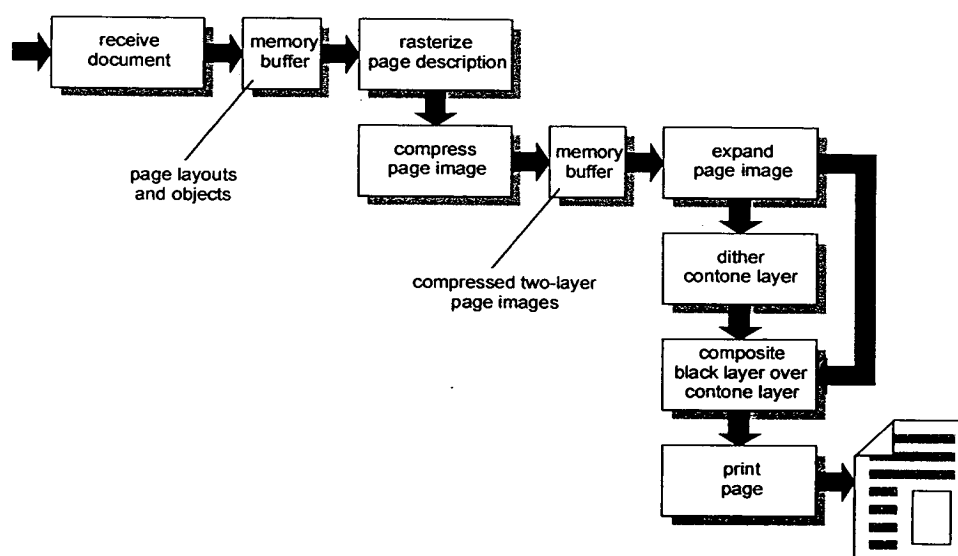 receive
document
memory
buffer
rasterize
page description
page layouts
and objects
compress
page image
memory
buffer
expand
page image
compressed two-layer
page images
dither
contone layer
composite
black layer over
contone layer
print
page